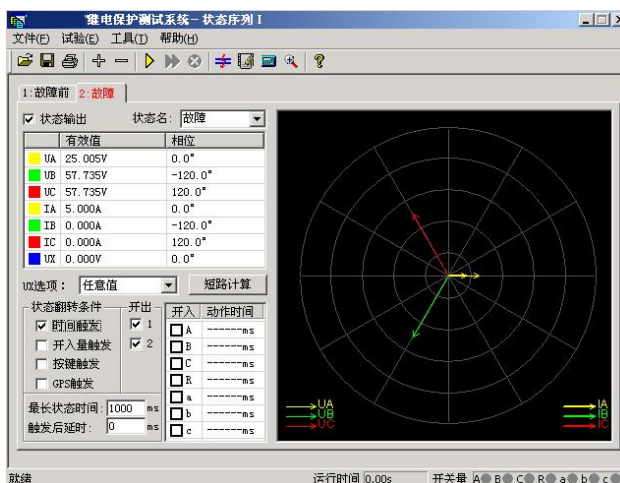 继电保护测试系统-状态序列 I
文件(F) 试验(E) 工具(T) 帮助(H)
1:故障前 2:故障
状态输出 状态名: 故障
有效值 相位
UA 25.005V 0.0°
UB 57.735V -120.0°
UC 57.735V 120.0°
IA 5.000A 0.0°
IB 0.000A -120.0°
IC 0.000A 120.0°
UX 0.000V 0.0°
UX选项: 任意值 短路计算
状态翻转条件 开出 开入 动作时间
时间触发 1 A ------ms
开入量触发 2 B ------ms
按键触发 C ------ms
GPS触发 R ------ms
a ------ms
最长状态时间: 1000 ms b ------ms
触发后延时: 0 ms c ------ms
UA IA
UB IB
UC IC
就绪 运行时间 0.00s 开关量 A B C R a b c